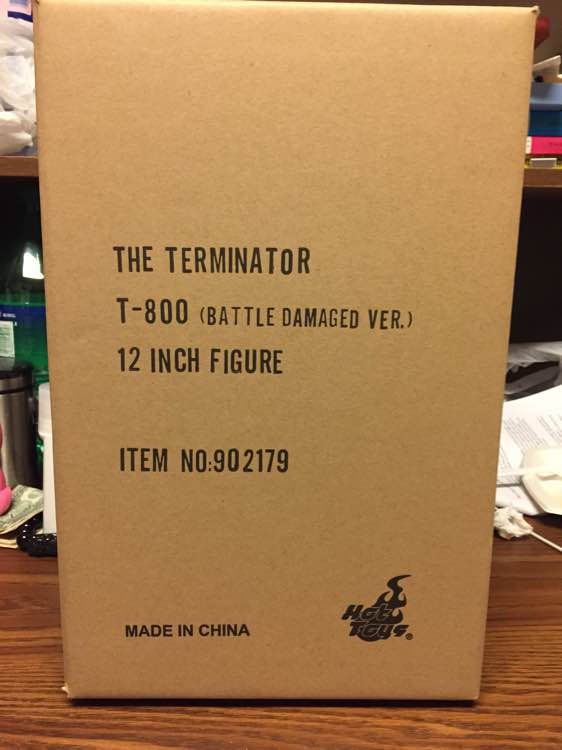 THE TERMINATOR
T-800 (BATTLE DAMAGED VER.)
12 INCH FIGURE
ITEM NO:902179
MADE IN CHINA
Hot
Toys®